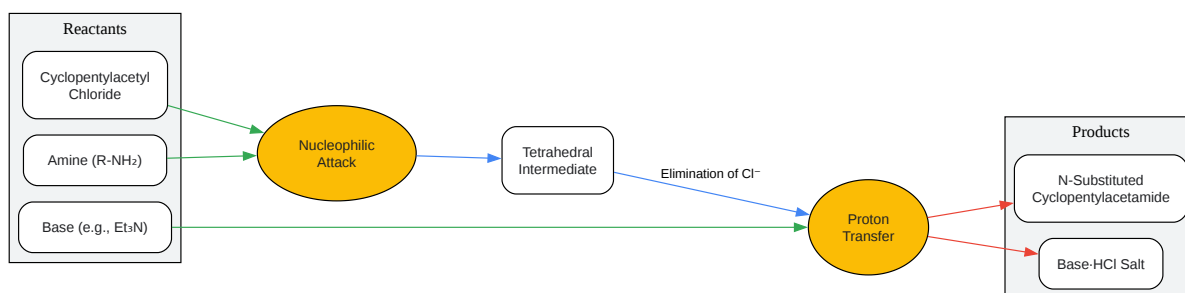 Reactants
Cyclopentylacetyl
Chloride
Amine (R-NH₂)
Base (e.g., Et₃N)
Nucleophilic
Attack
Tetrahedral
Intermediate
Elimination of Cl⁻
Proton
Transfer
Products
N-Substituted
Cyclopentylacetamide
Base·HCl Salt